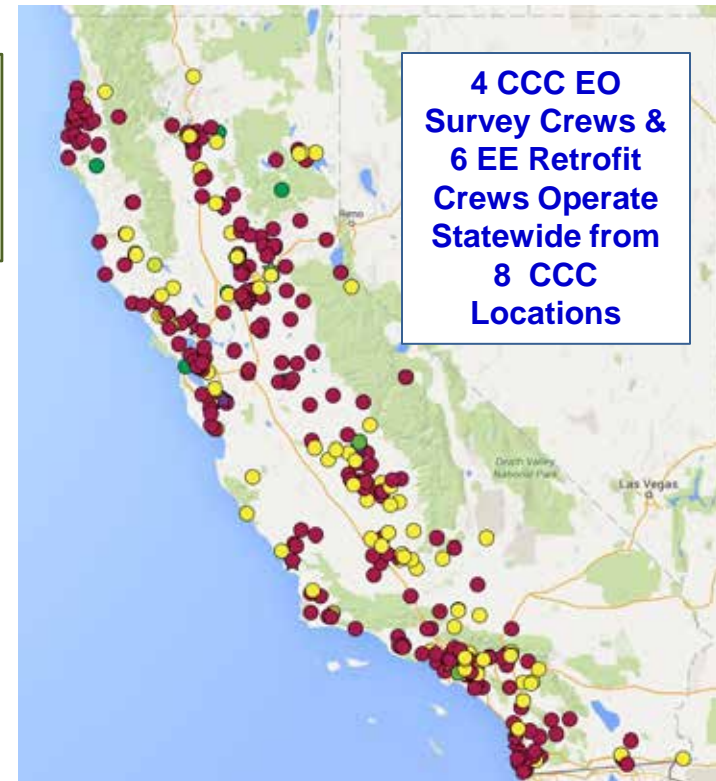 4 CCC EO
Survey Crews &
6 EE Retrofit
Crews Operate
Statewide from
8 CCC
Locations
Reno
Death Valley
National Park
Las Vegas